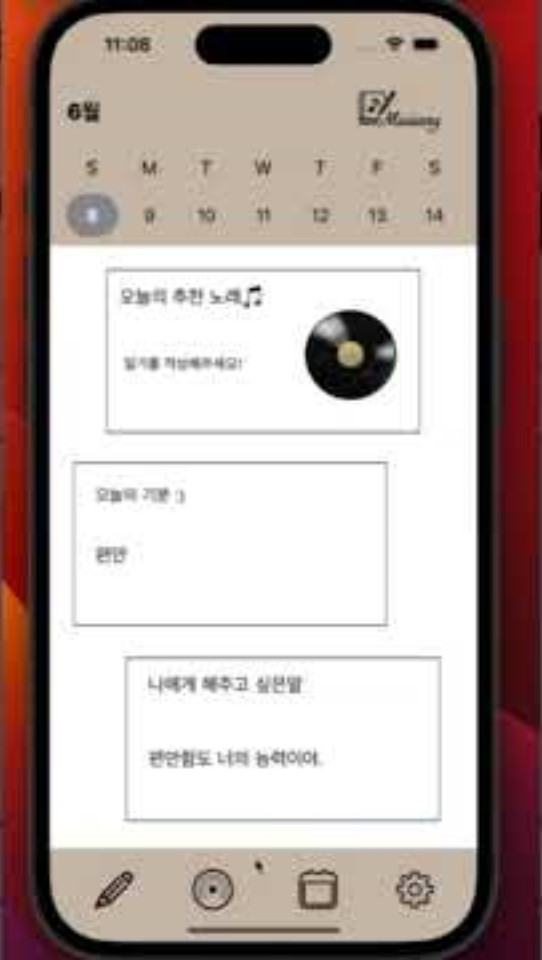 11:08
6월
S M T W T F S
8 9 10 11 12 13 14
오늘의 추천 노래🎵
일기를 작성해주세요!
오늘의 기분 :)
편안
나에게 해주고 싶은말
편안함도 너의 능력이야.